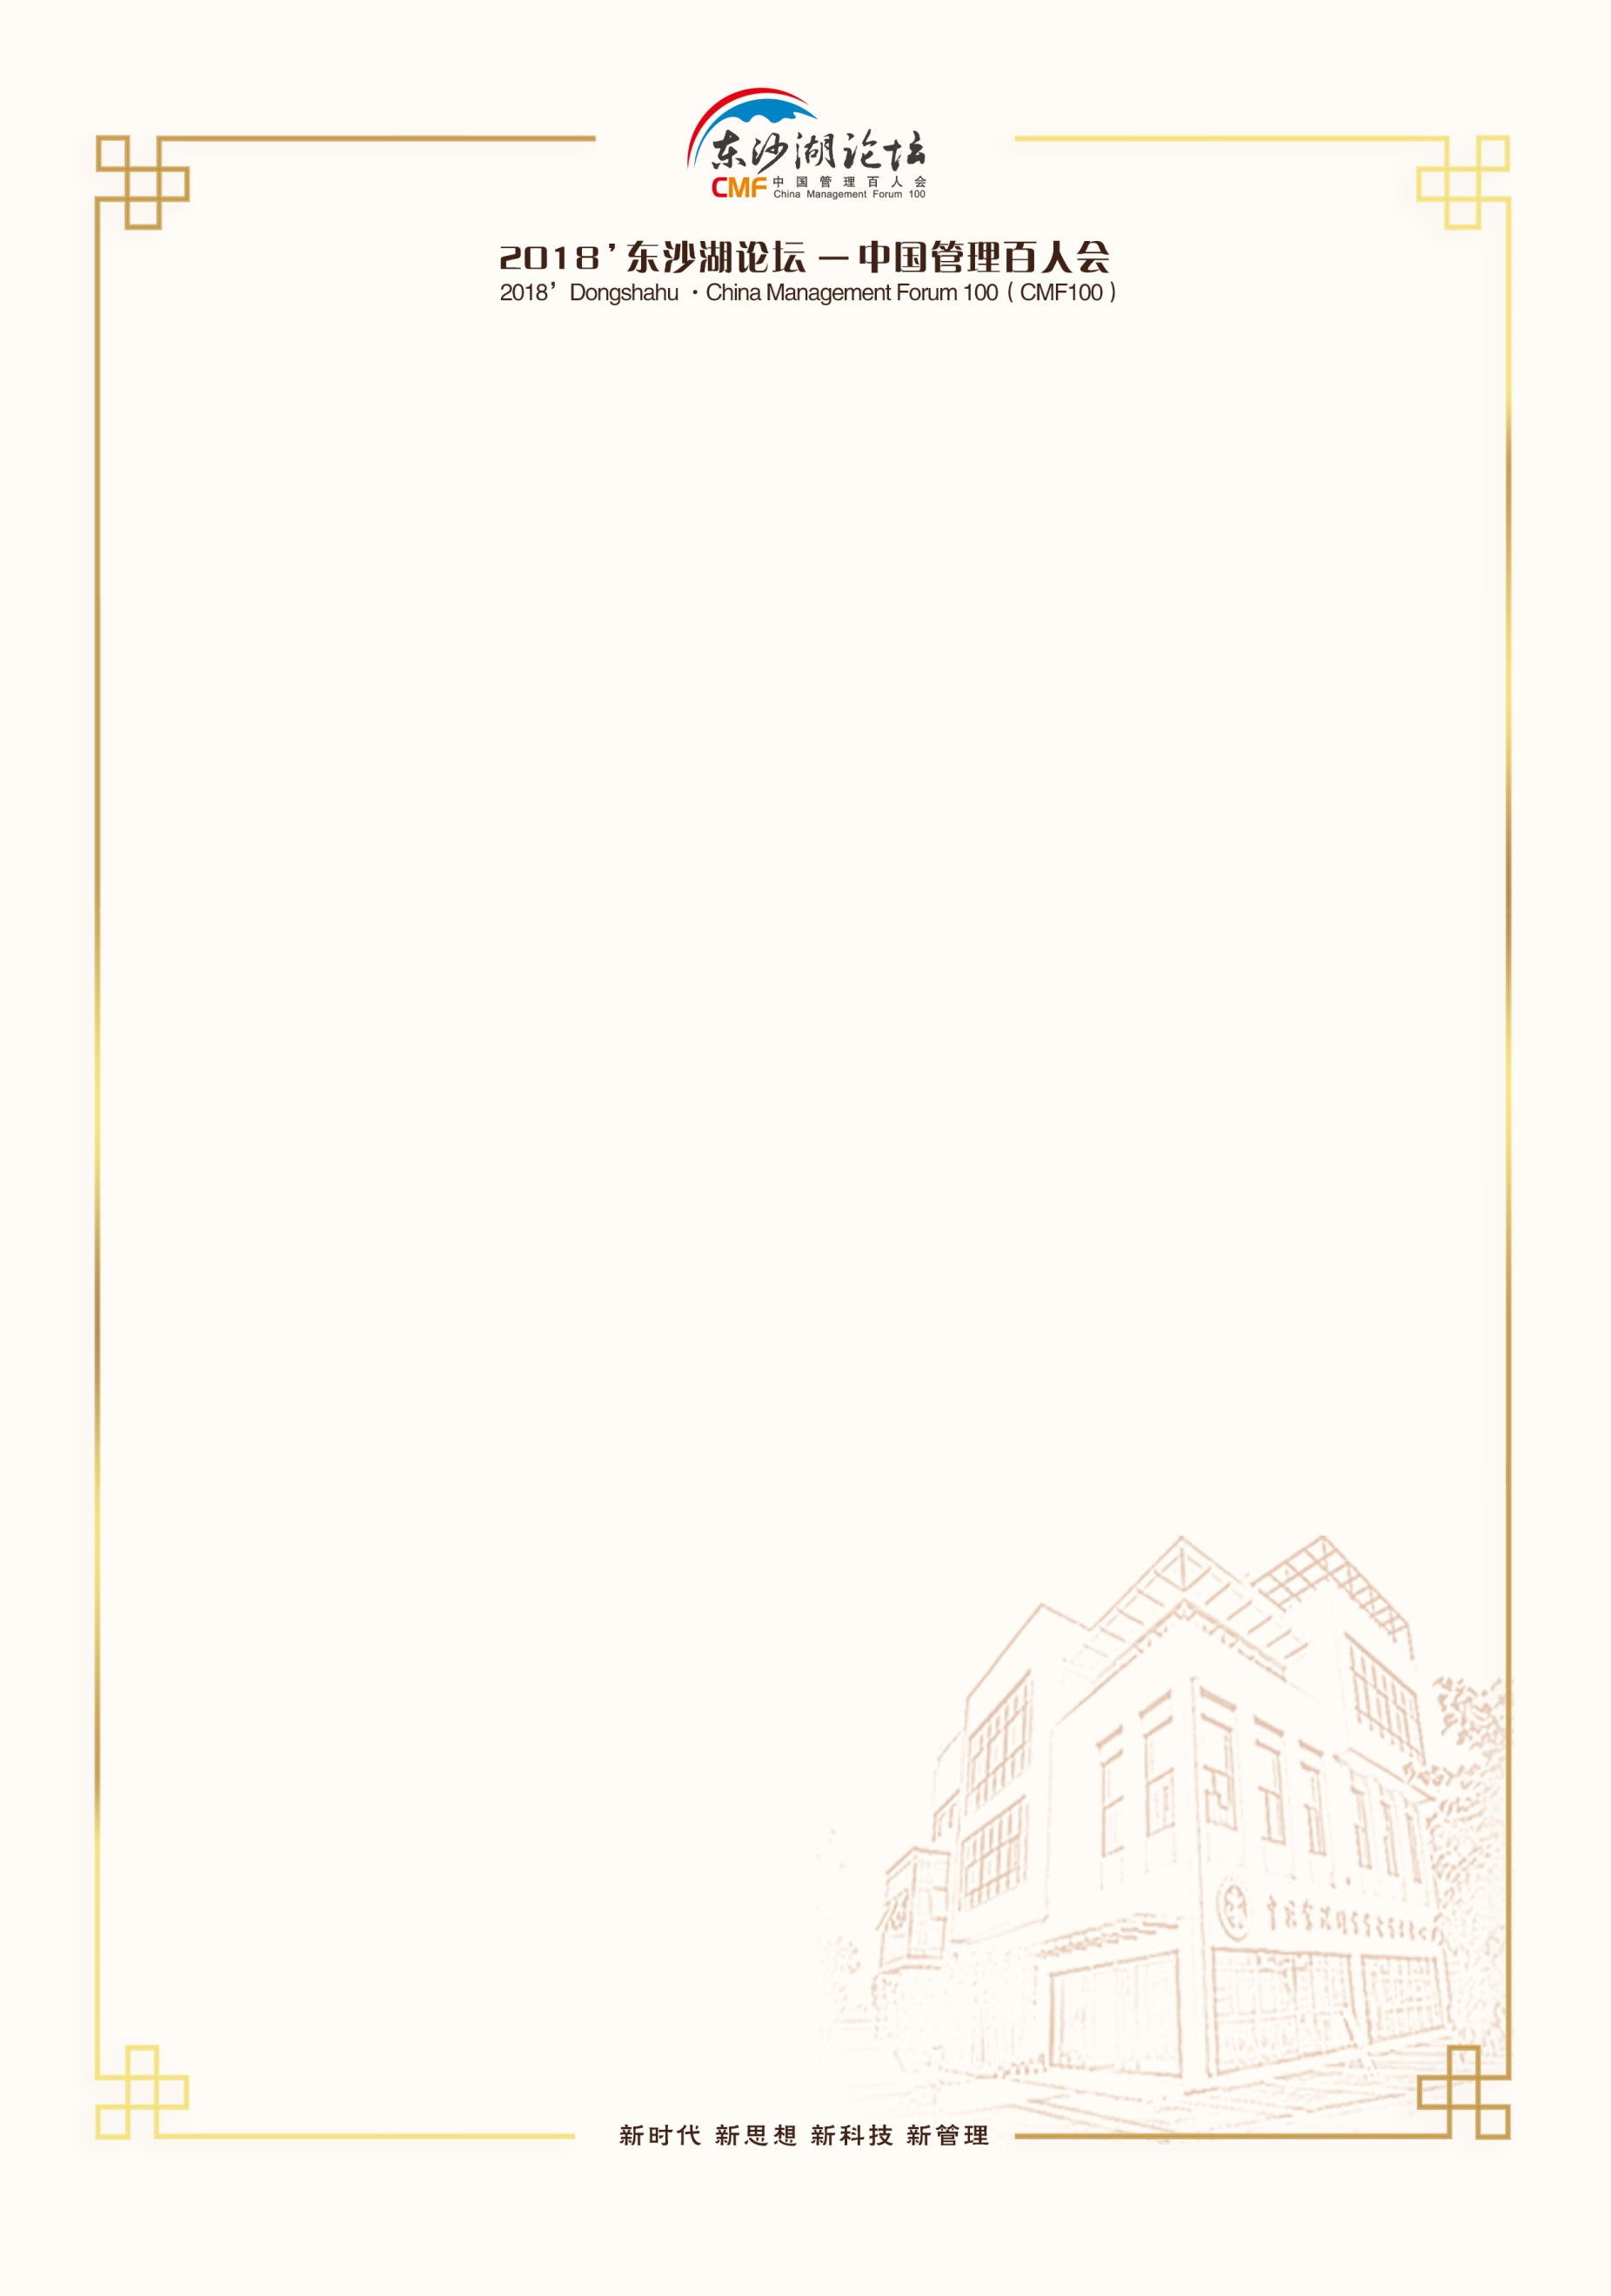 东沙湖论坛
CMF 中国管理百人会
China Management Forum 100
2018’东沙湖论坛—中国管理百人会
2018’Dongshahu ·China Management Forum 100（CMF100）
新时代 新思想 新科技 新管理